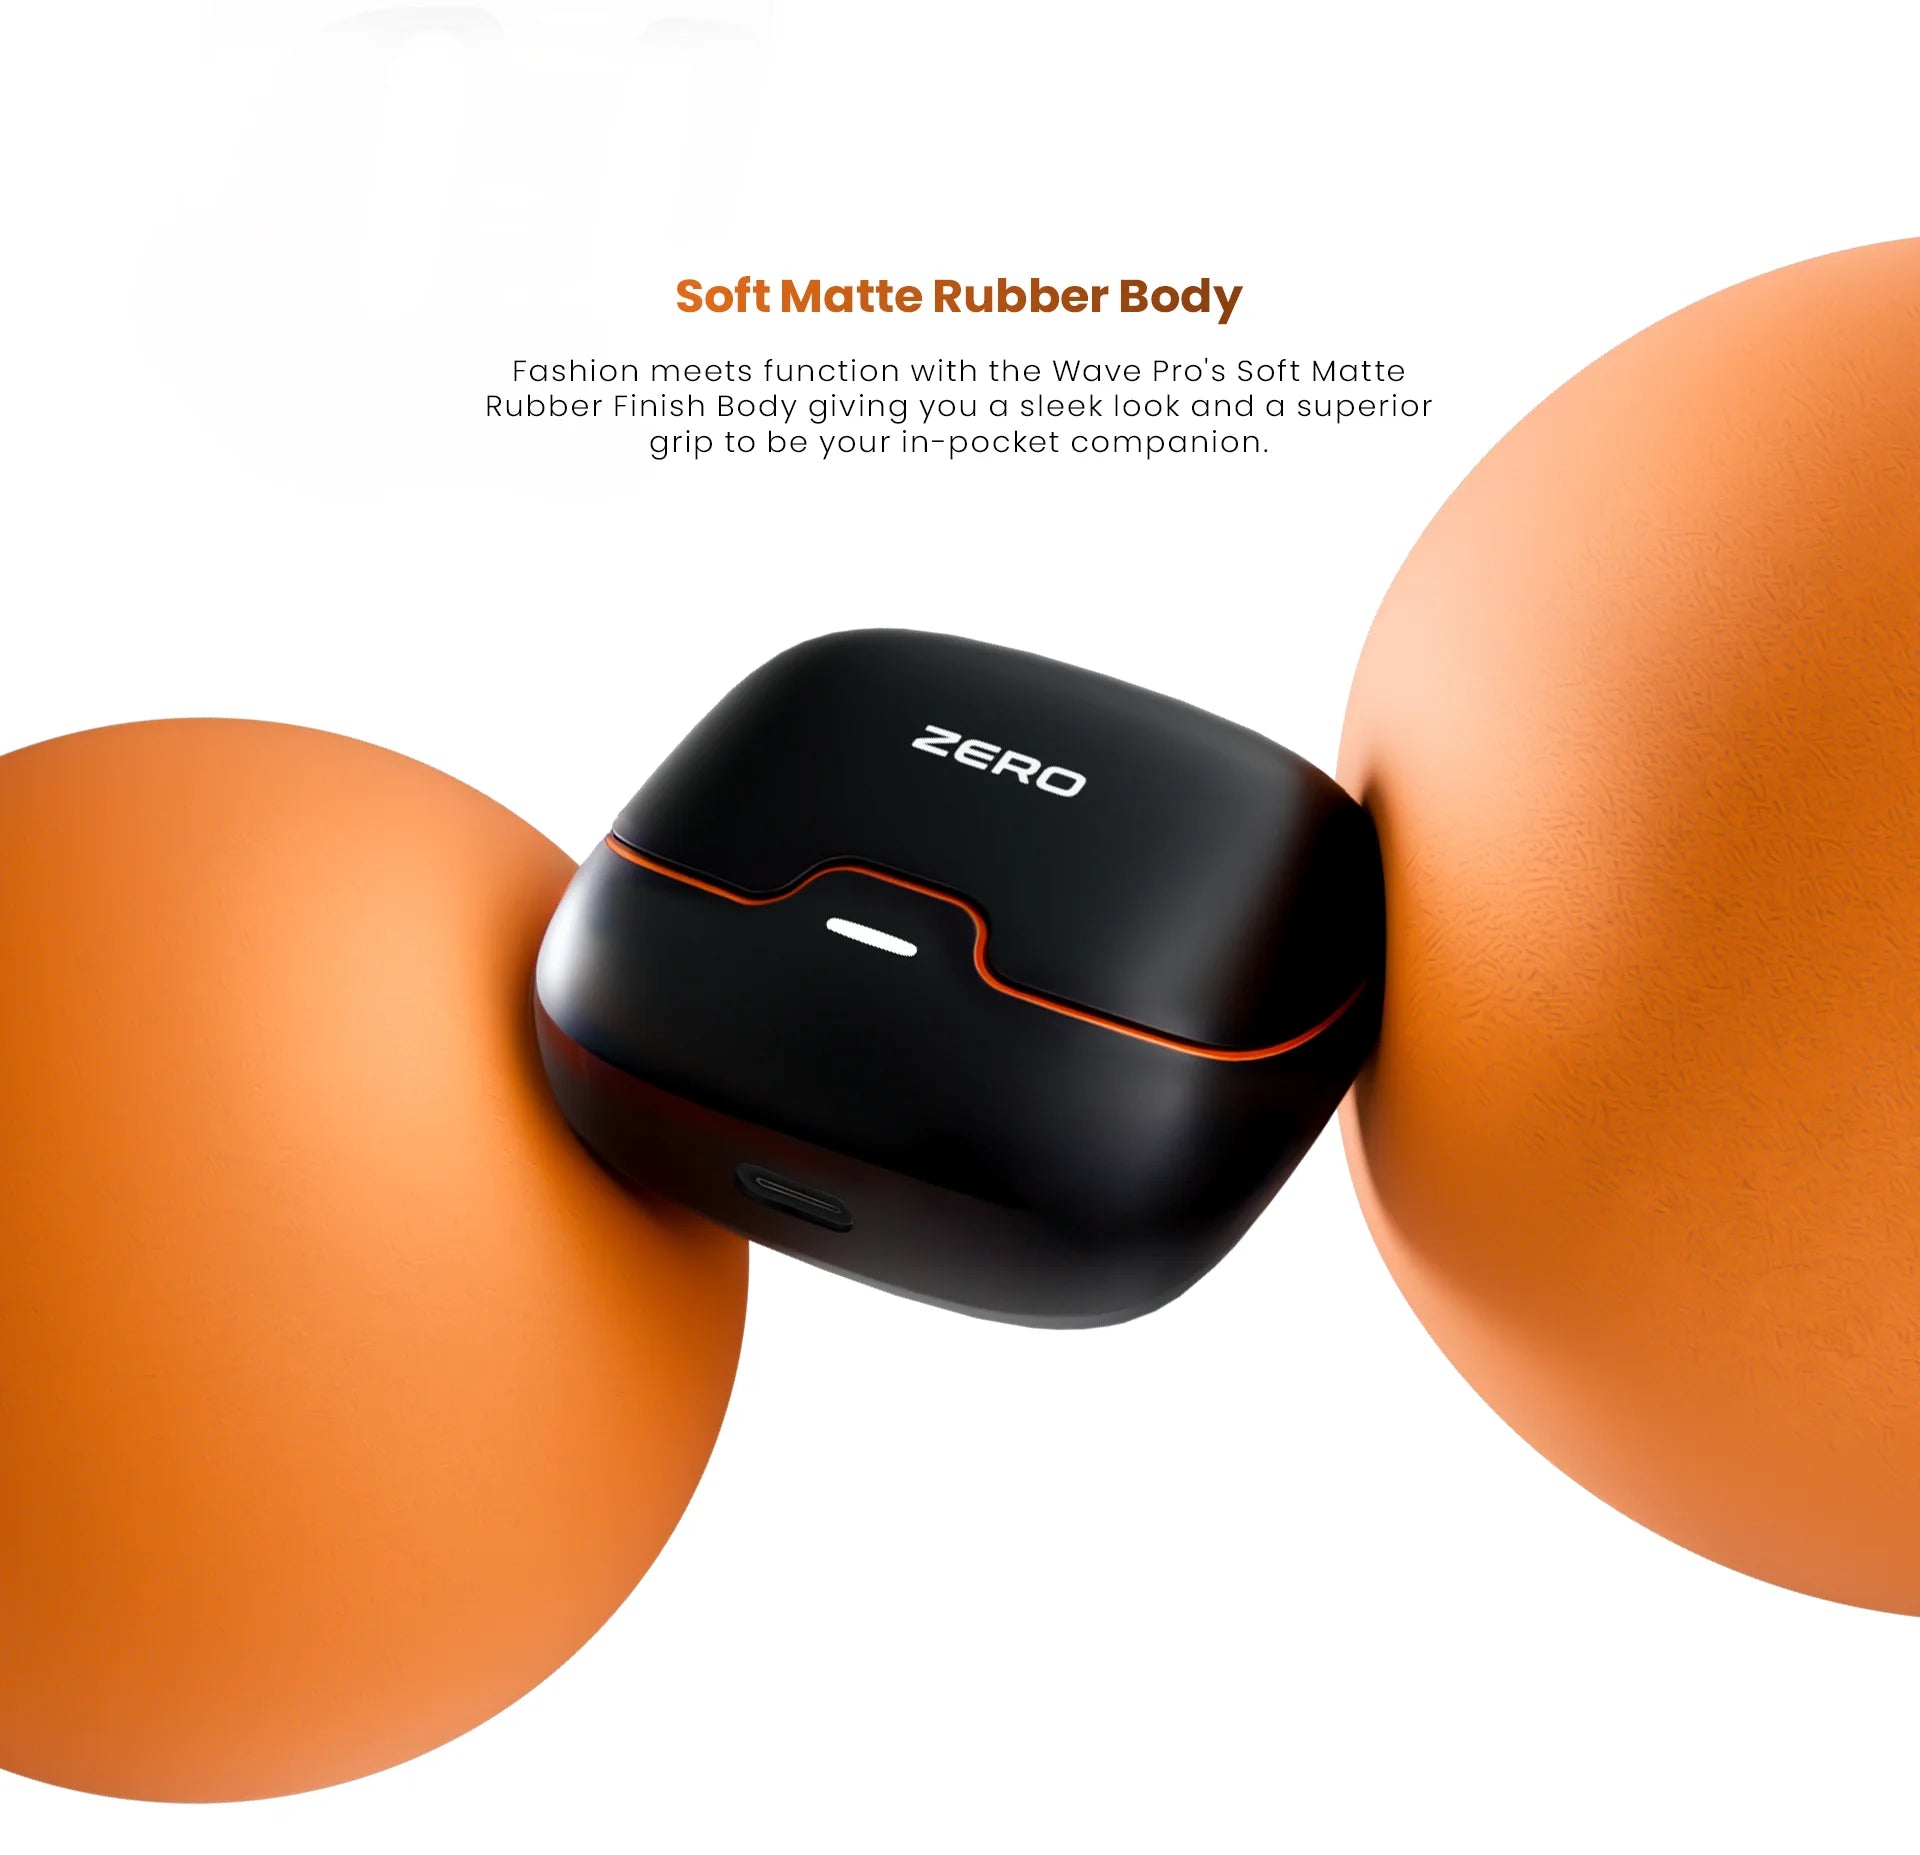 Soft Matte Rubber Body
Fashion meets function with the Wave Pro's Soft Matte
Rubber Finish Body giving you a sleek look and a superior
grip to be your in-pocket companion.
ZERO